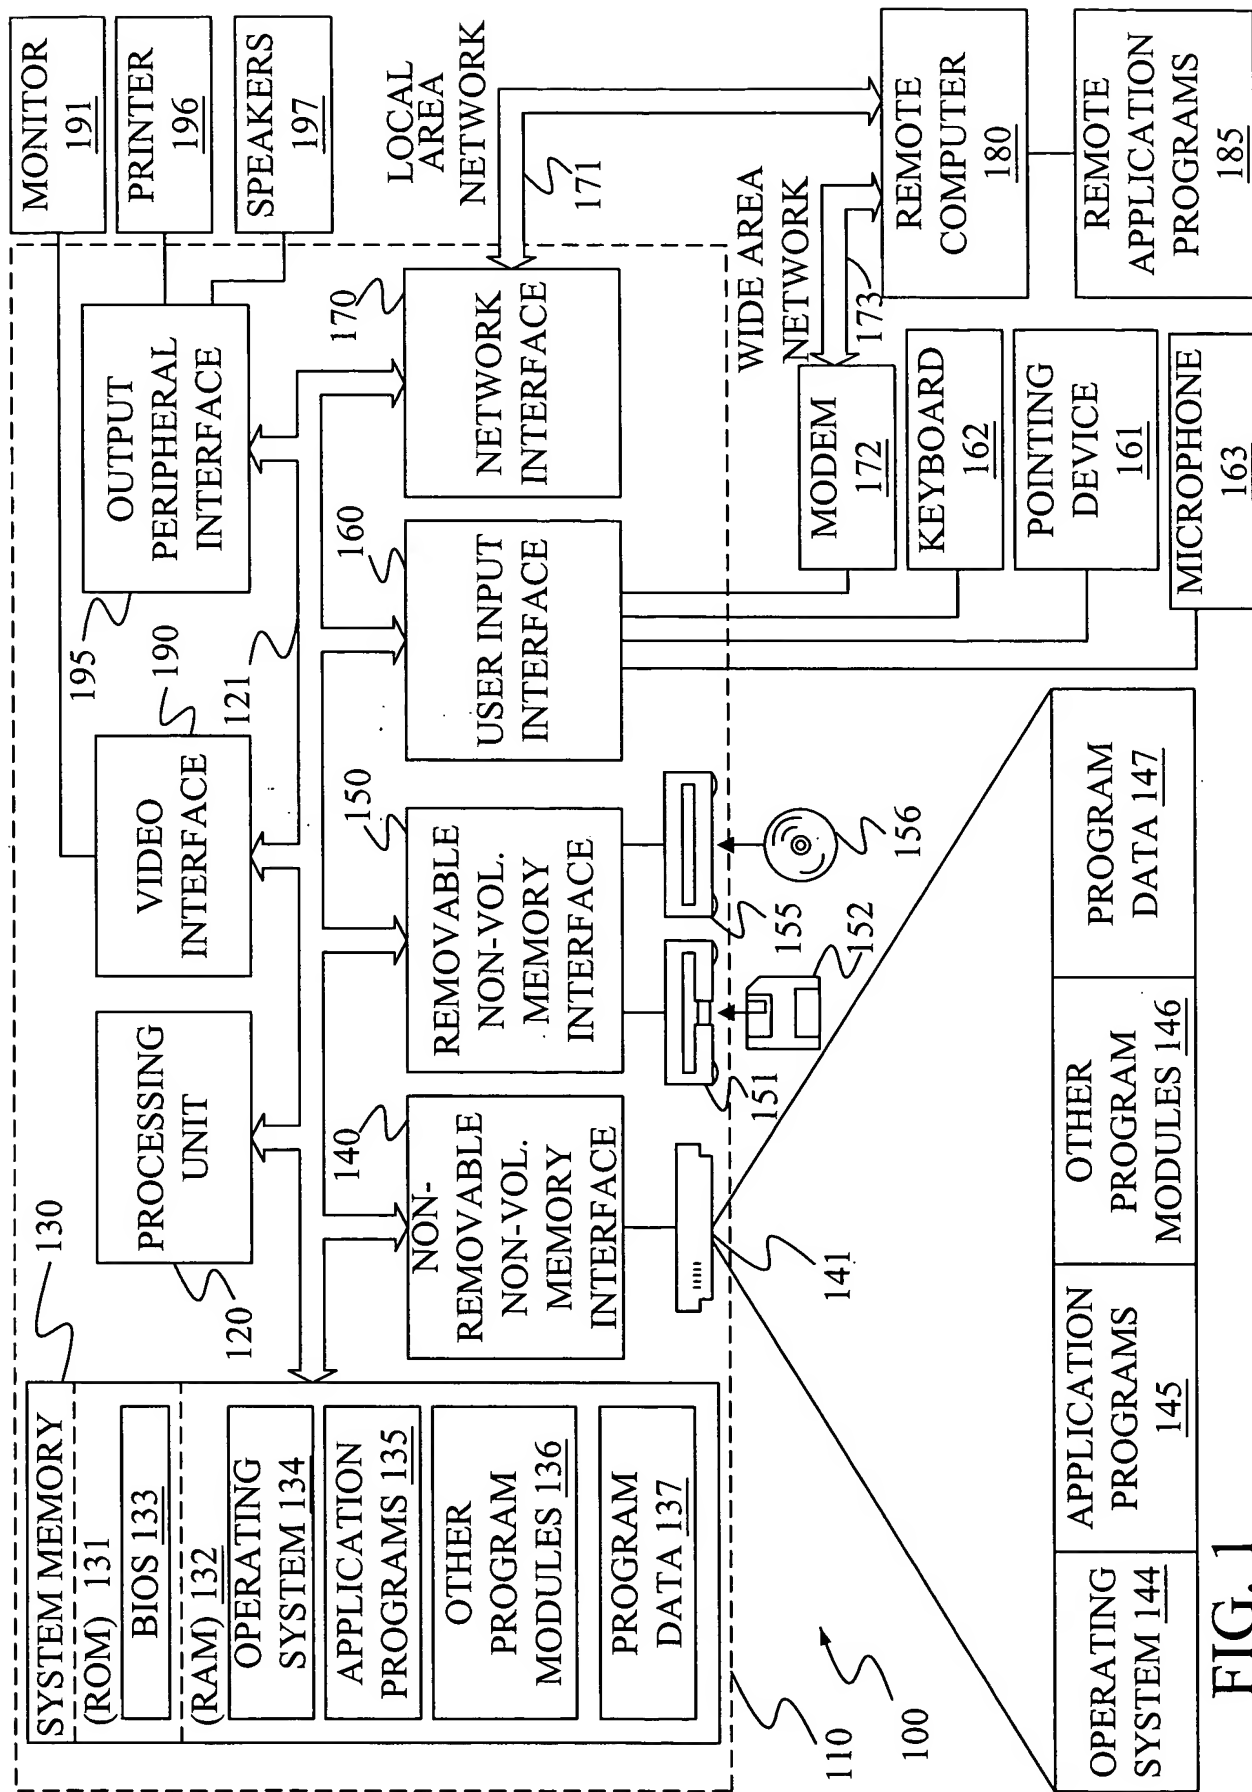 SYSTEM MEMORY
130
(ROM) 131
BIOS 133
(RAM) 132
OPERATING
SYSTEM 134
APPLICATION
PROGRAMS 135
OTHER
PROGRAM
MODULES 136
PROGRAM
DATA 137
PROCESSING
UNIT
120
VIDEO
INTERFACE
190
121
OUTPUT
PERIPHERAL
INTERFACE
195
MONITOR
191
PRINTER
196
SPEAKERS
197
NON-
REMOVABLE
NON-VOL.
MEMORY
INTERFACE
140
REMOVABLE
NON-VOL.
MEMORY
INTERFACE
150
USER INPUT
INTERFACE
160
NETWORK
INTERFACE
170
LOCAL
AREA
NETWORK
171
141
151
152
155
156
WIDE AREA
NETWORK
173
MODEM
172
KEYBOARD
162
POINTING
DEVICE
161
MICROPHONE
163
REMOTE
COMPUTER
180
REMOTE
APPLICATION
PROGRAMS
185
110
100
OPERATING
SYSTEM 144
APPLICATION
PROGRAMS
145
OTHER
PROGRAM
MODULES 146
PROGRAM
DATA 147
FIG. 1